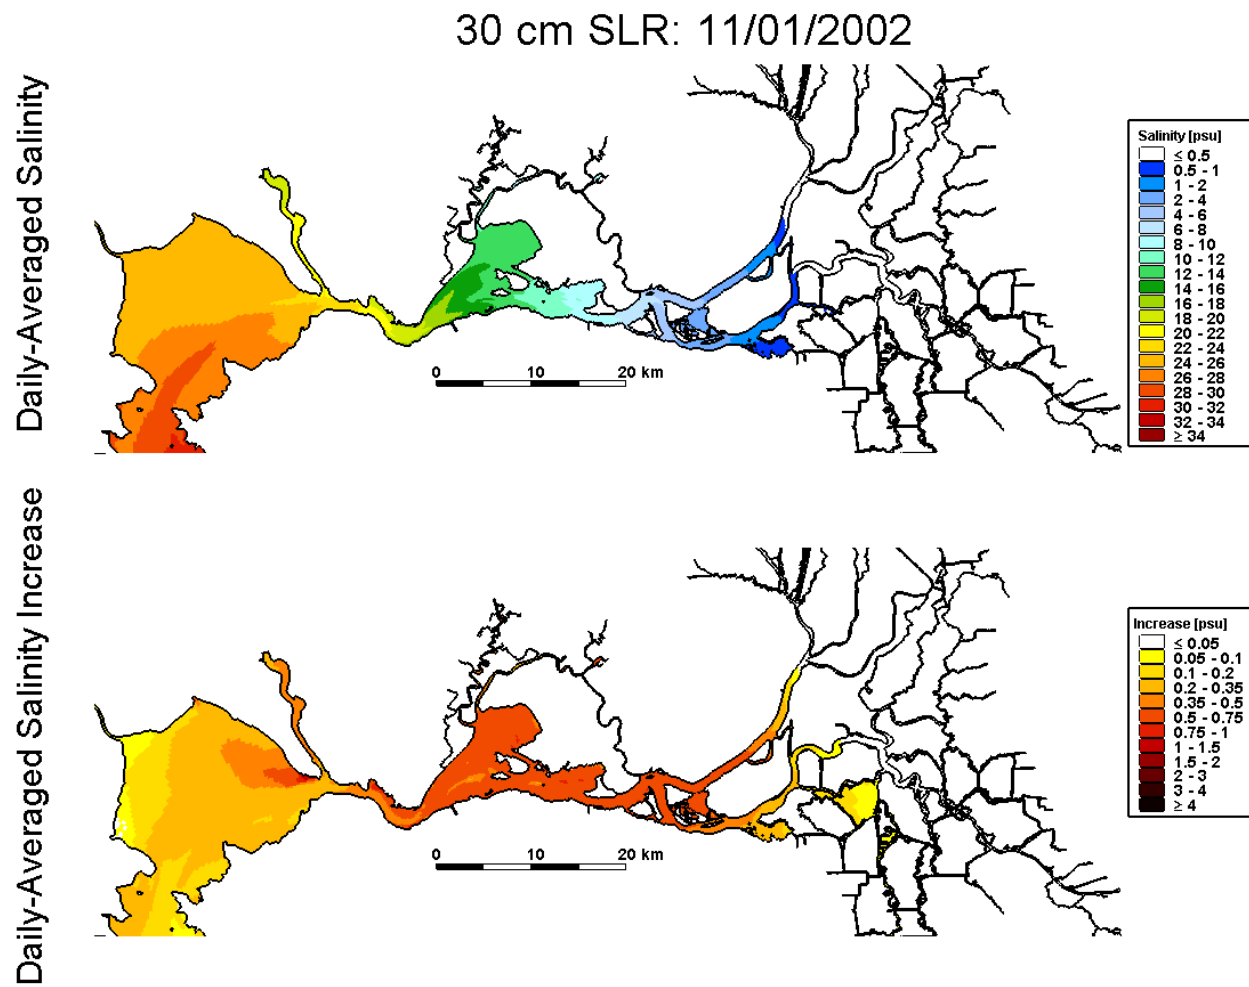 30 cm SLR: 11/01/2002
Daily-Averaged Salinity
Salinity [psu]
≤ 0.5
0.5 - 1
1 - 2
2 - 4
4 - 6
6 - 8
8 - 10
10 - 12
12 - 14
14 - 16
16 - 18
18 - 20
20 - 22
22 - 24
24 - 26
26 - 28
28 - 30
30 - 32
32 - 34
≥ 34
0 10 20 km
Daily-Averaged Salinity Increase
Increase [psu]
≤ 0.05
0.05 - 0.1
0.1 - 0.2
0.2 - 0.35
0.35 - 0.5
0.5 - 0.75
0.75 - 1
1 - 1.5
1.5 - 2
2 - 3
3 - 4
≥ 4
0 10 20 km